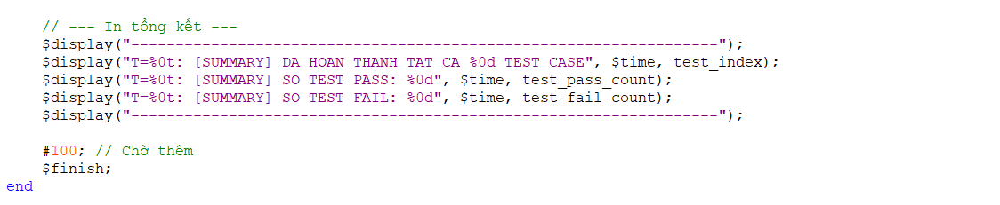 // --- In tổng kết ---
$display("------------------------------------------------------------------");
$display("T=%0t: [SUMMARY] DA HOAN THANH TAT CA %0d TEST CASE", $time, test_index);
$display("T=%0t: [SUMMARY] SO TEST PASS: %0d", $time, test_pass_count);
$display("T=%0t: [SUMMARY] SO TEST FAIL: %0d", $time, test_fail_count);
$display("------------------------------------------------------------------");
#100; // Chờ thêm
$finish;
end